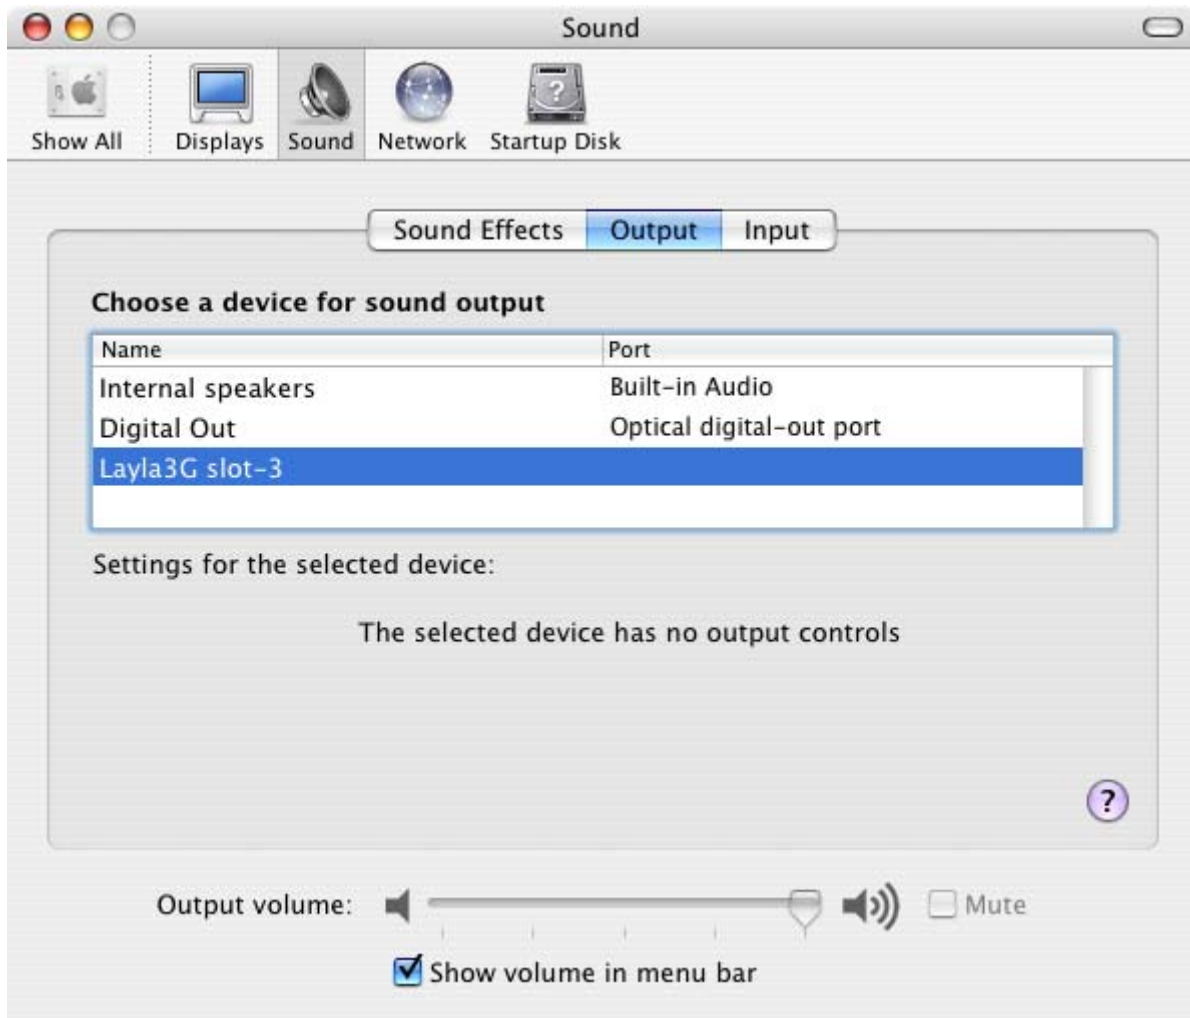 Sound
Show All Displays Sound Network Startup Disk
Sound Effects Output Input
Choose a device for sound output
Name Port
Internal speakers Built-in Audio
Digital Out Optical digital-out port
Layla3G slot-3
Settings for the selected device:
The selected device has no output controls
?
Output volume: Mute
Show volume in menu bar